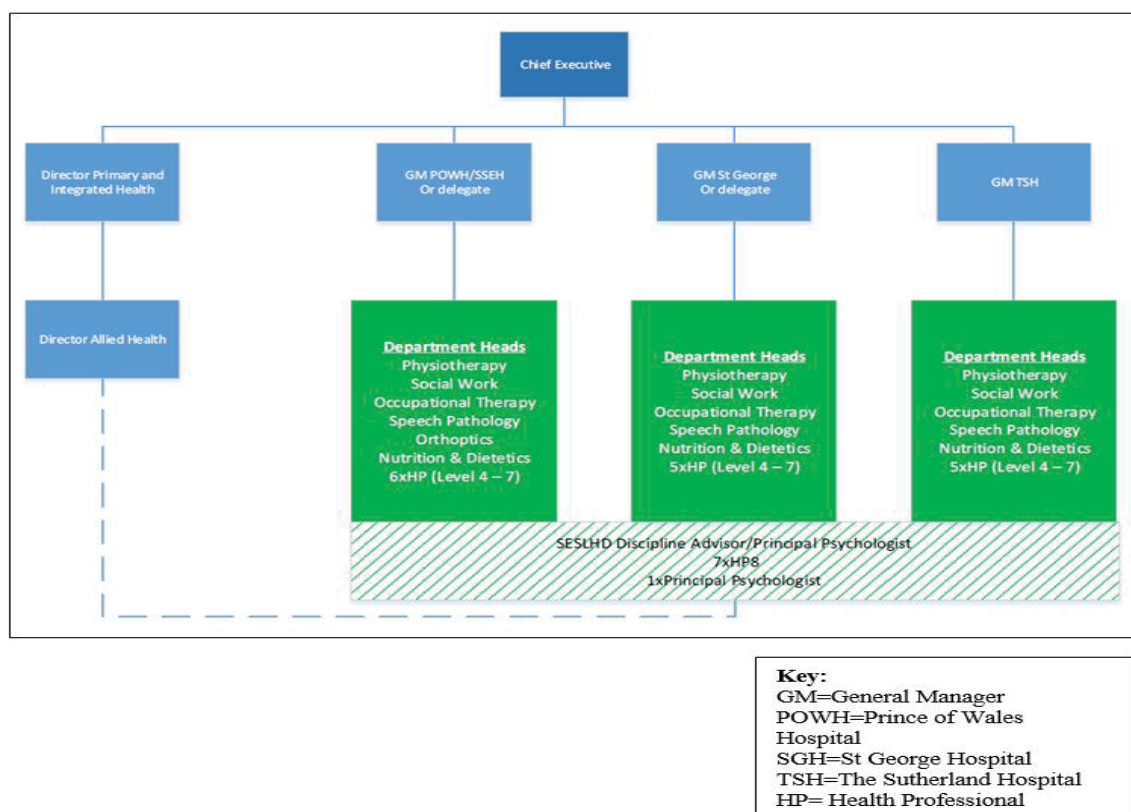 Chief Executive
Director Primary and
Integrated Health
GM POWH/SSEH
Or delegate
GM St George
Or delegate
GM TSH
Director Allied Health
Department Heads
Physiotherapy
Social Work
Occupational Therapy
Speech Pathology
Orthoptics
Nutrition & Dietetics
6xHP (Level 4 – 7)
Department Heads
Physiotherapy
Social Work
Occupational Therapy
Speech Pathology
Nutrition & Dietetics
5xHP (Level 4 – 7)
Department Heads
Physiotherapy
Social Work
Occupational Therapy
Speech Pathology
Nutrition & Dietetics
5xHP (Level 4 – 7)
SESLHD Discipline Advisor/Principal Psychologist
7xHP8
1xPrincipal Psychologist
Key:
GM=General Manager
POWH=Prince of Wales
Hospital
SGH=St George Hospital
TSH=The Sutherland Hospital
HP= Health Professional